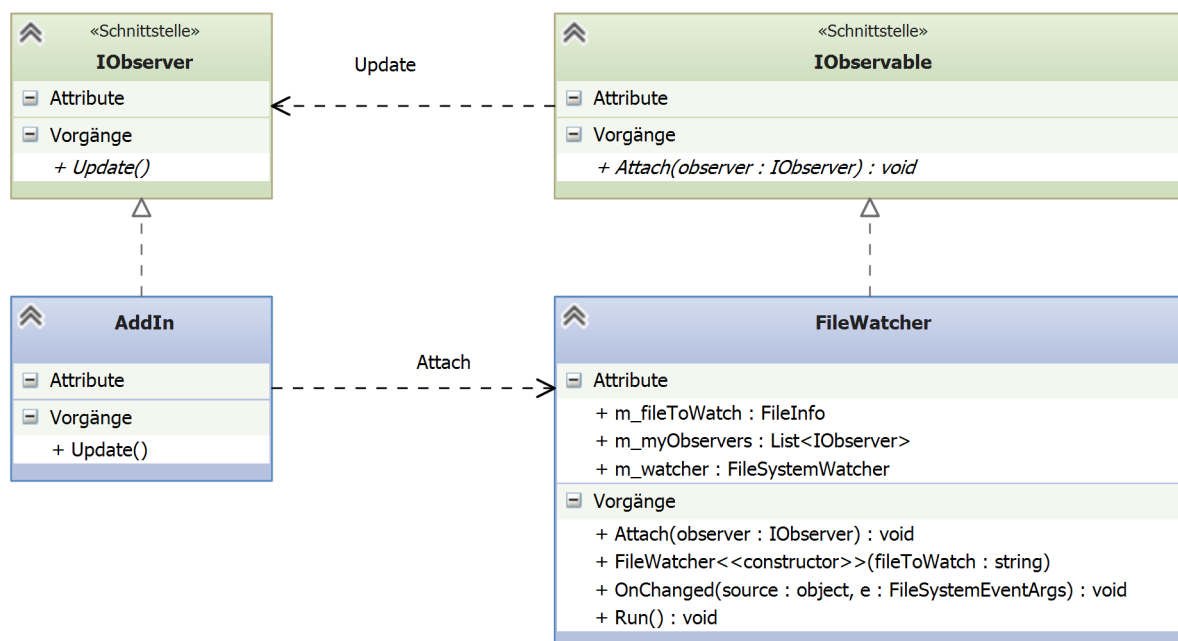 «Schnittstelle»
IObserver
Attribute
Vorgänge
+ Update()
Update
«Schnittstelle»
IObservable
Attribute
Vorgänge
+ Attach(observer : IObserver) : void
AddIn
Attribute
Vorgänge
+ Update()
Attach
FileWatcher
Attribute
+ m_fileToWatch : FileInfo
+ m_myObservers : List<IObserver>
+ m_watcher : FileSystemWatcher
Vorgänge
+ Attach(observer : IObserver) : void
+ FileWatcher<<constructor>>(fileToWatch : string)
+ OnChanged(source : object, e : FileSystemEventArgs) : void
+ Run() : void